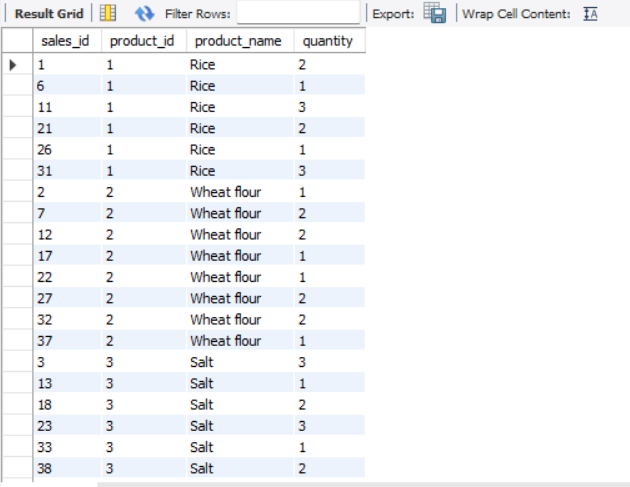 Result Grid Filter Rows: Export: Wrap Cell Content: IA
sales_id product_id product_name quantity
1 1 Rice 2
6 1 Rice 1
11 1 Rice 3
21 1 Rice 2
26 1 Rice 1
31 1 Rice 3
2 2 Wheat flour 1
7 2 Wheat flour 2
12 2 Wheat flour 2
17 2 Wheat flour 1
22 2 Wheat flour 1
27 2 Wheat flour 2
32 2 Wheat flour 2
37 2 Wheat flour 1
3 3 Salt 3
13 3 Salt 1
18 3 Salt 2
23 3 Salt 3
33 3 Salt 1
38 3 Salt 2